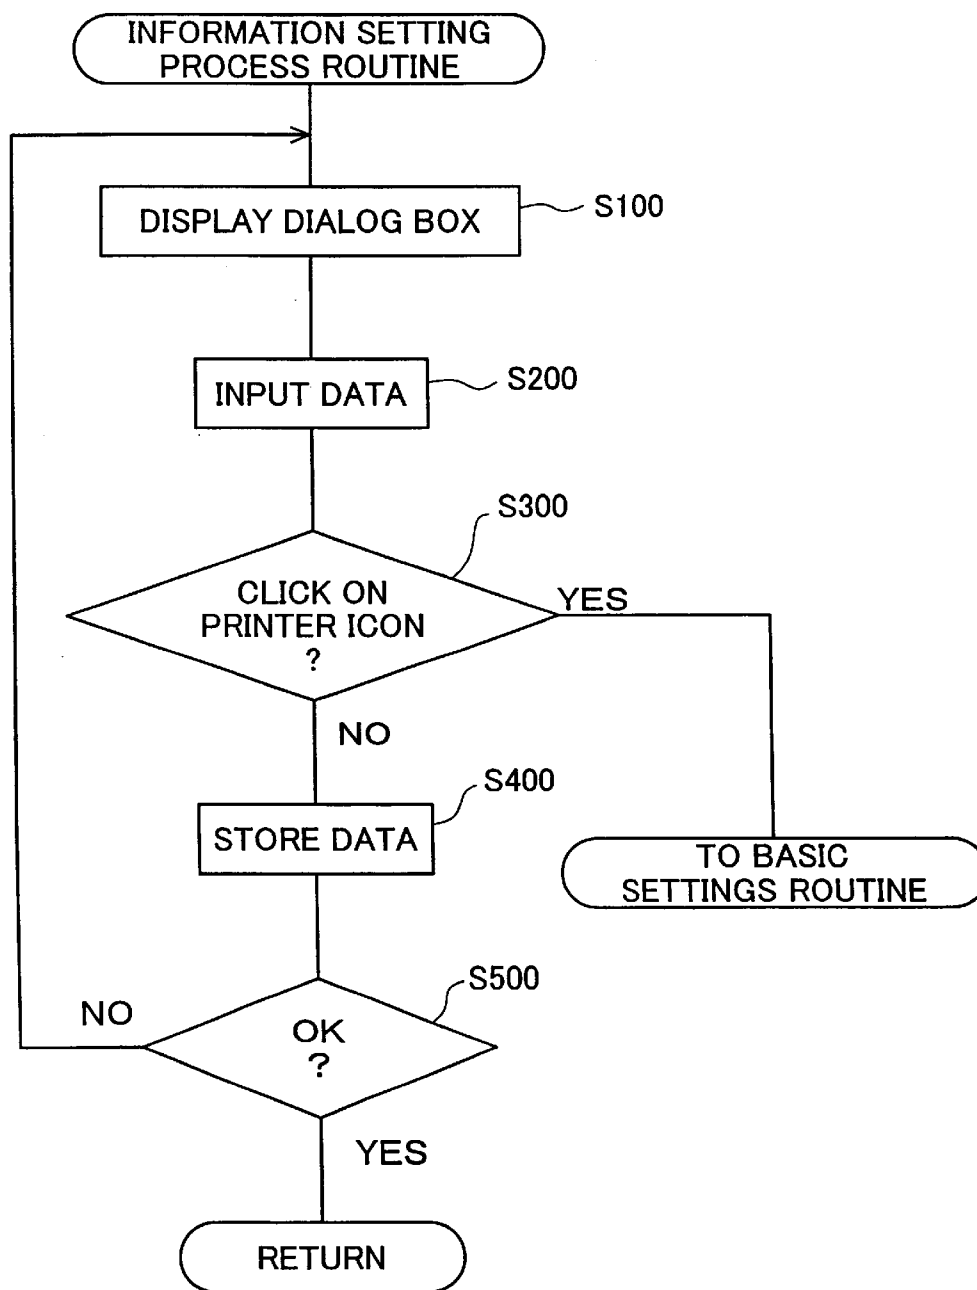 INFORMATION SETTING
PROCESS ROUTINE
DISPLAY DIALOG BOX
S100
INPUT DATA
S200
S300
CLICK ON
PRINTER ICON
?
YES
NO
S400
STORE DATA
TO BASIC
SETTINGS ROUTINE
S500
NO
OK
?
YES
RETURN